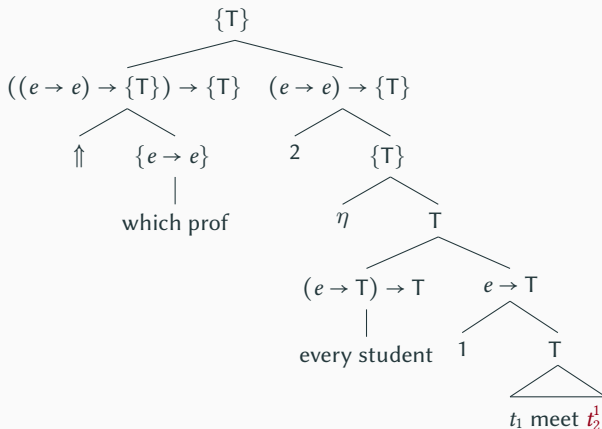 {T}
((e → e) → {T}) → {T} (e → e) → {T}
⇑ {e → e} 2 {T}
which prof η T
(e → T) → T e → T
every student 1 T
t₁ meet t₂¹